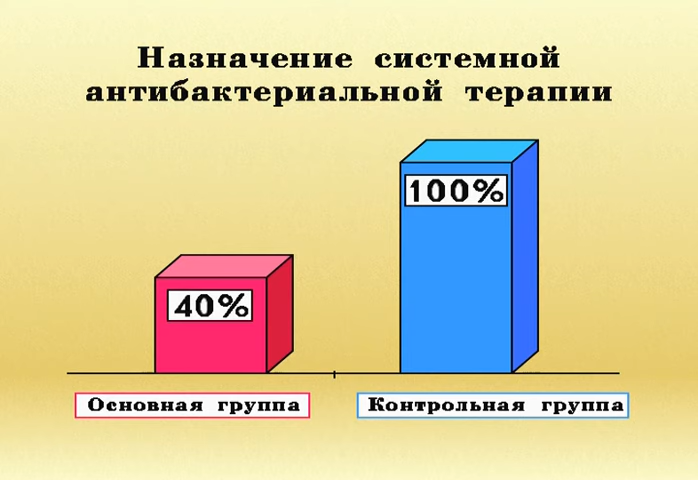 Назначение системной
антибактериальной терапии
100%
40%
Основная группа
Контрольная группа